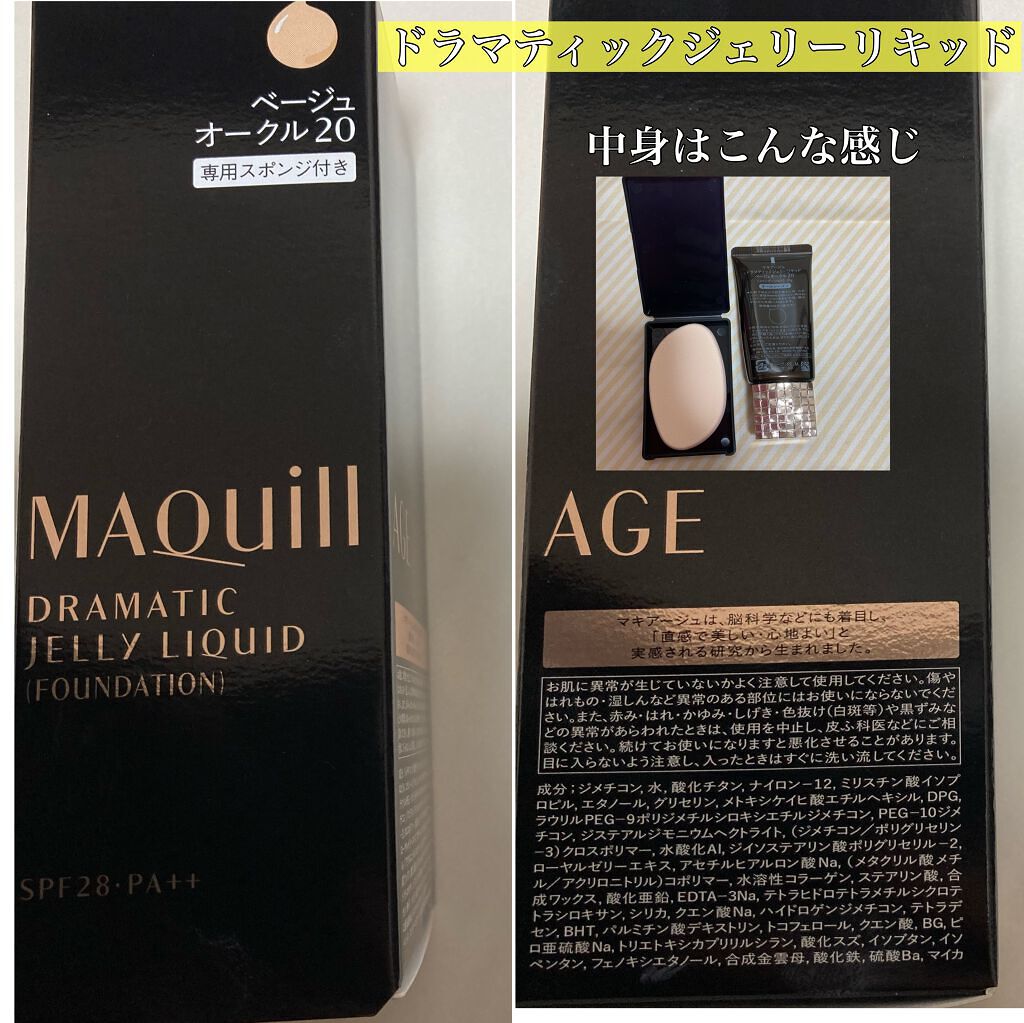 ベージュ
オークル20
専用スポンジ付き
MAQuill
AGE
DRAMATIC
JELLY LIQUID
(FOUNDATION)
SPF28・PA++
ドラマティックジェリーリキッド
中身はこんな感じ
マキアージュ
ドラマティックジェリーリキッド
ベージュオークル20
AGE
マキアージュは、脳科学などにも着目し、
「直感で美しい・心地よい」と
実感される研究から生まれました。
お肌に異常が生じていないかよく注意して使用してください。傷や
はれもの・湿しんなど異常のある部位にはお使いにならないでくだ
さい。また、赤み・はれ・かゆみ・しげき・色抜け(白斑等)や黒ずみな
どの異常があらわれたときは、使用を中止し、皮ふ科医などにご相
談ください。続けてお使いになりますと悪化させることがあります。
目に入らないよう注意し、入ったときはすぐに洗い流してください。
成分;ジメチコン, 水, 酸化チタン, ナイロン-12, ミリスチン酸イソプ
ロピル, エタノール, グリセリン, メトキシケイヒ酸エチルヘキシル, DPG,
ラウリルPEG-9ポリジメチルシロキシエチルジメチコン, PEG-10ジメ
チコン, ジステアルジモニウムヘクトライト, (ジメチコン/ポリグリセリン
-3)クロスポリマー, 水酸化Al, ジイソステアリン酸ポリグリセリル-2,
ローヤルゼリーエキス, アセチルヒアルロン酸Na, (メタクリル酸メチ
ル/アクリロニトリル)コポリマー, 水溶性コラーゲン, ステアリン酸, 合
成ワックス, 酸化亜鉛, EDTA-3Na, テトラヒドロテトラメチルシクロテ
トラシロキサン, シリカ, クエン酸Na, ハイドロゲンジメチコン, テトラデ
セン, BHT, パルミチン酸デキストリン, トコフェロール, クエン酸, BG, ピ
ロ亜硫酸Na, トリエトキシカプリリルシラン, 酸化スズ, イソブタン, イソ
ペンタン, フェノキシエタノール, 合成金雲母, 酸化鉄, 硫酸Ba, マイカ